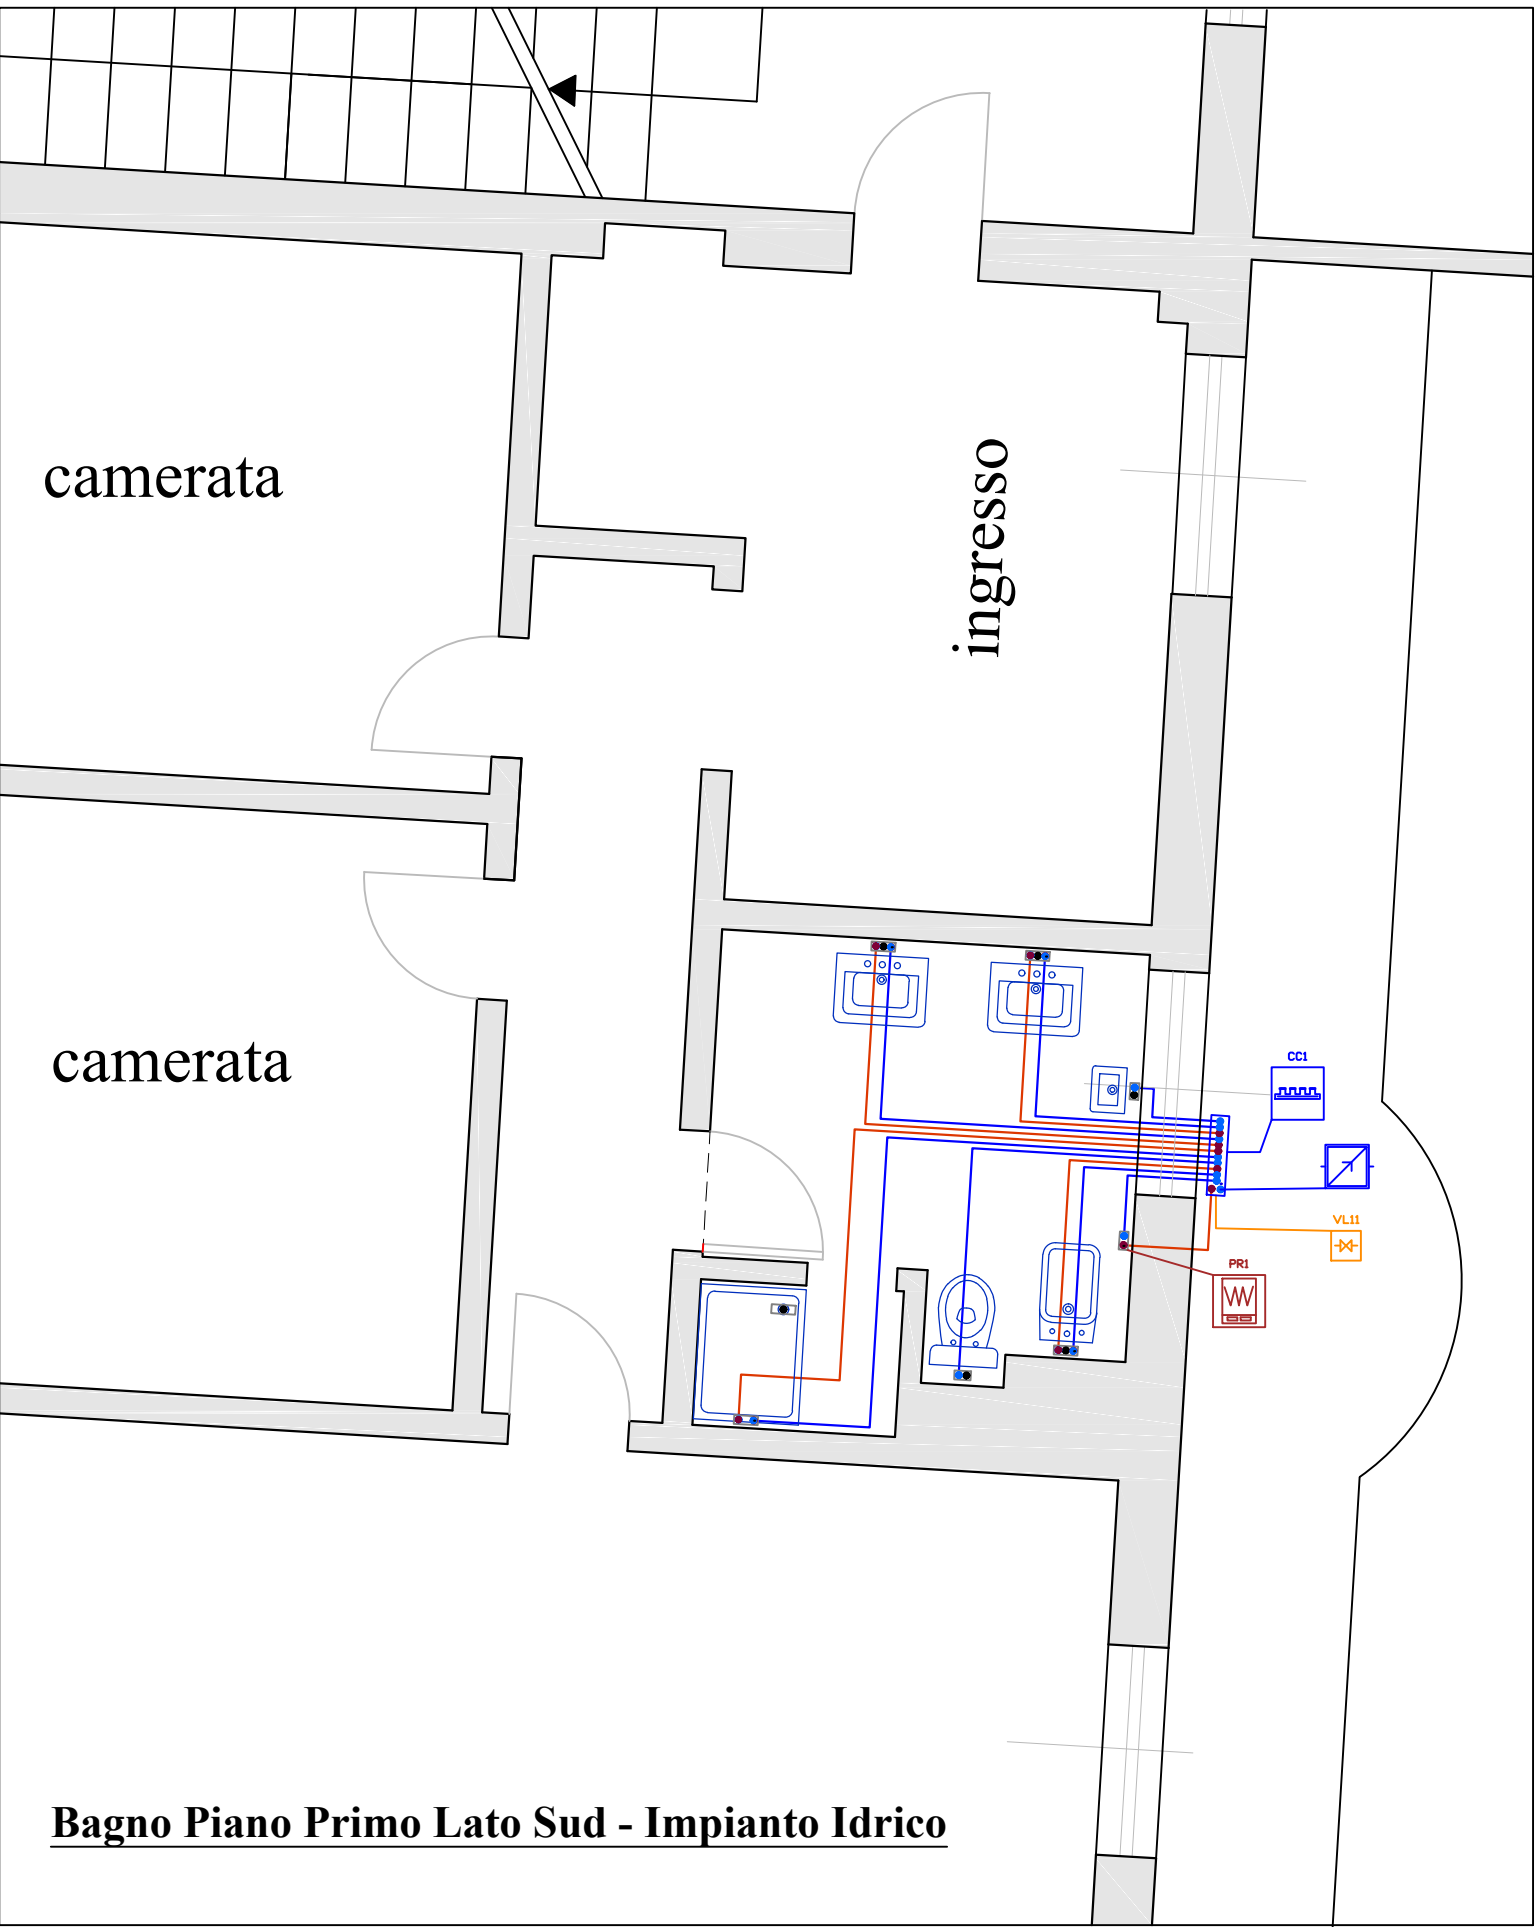 camerata
ingresso
camerata
CC1
VL11
PR1
Bagno Piano Primo Lato Sud - Impianto Idrico